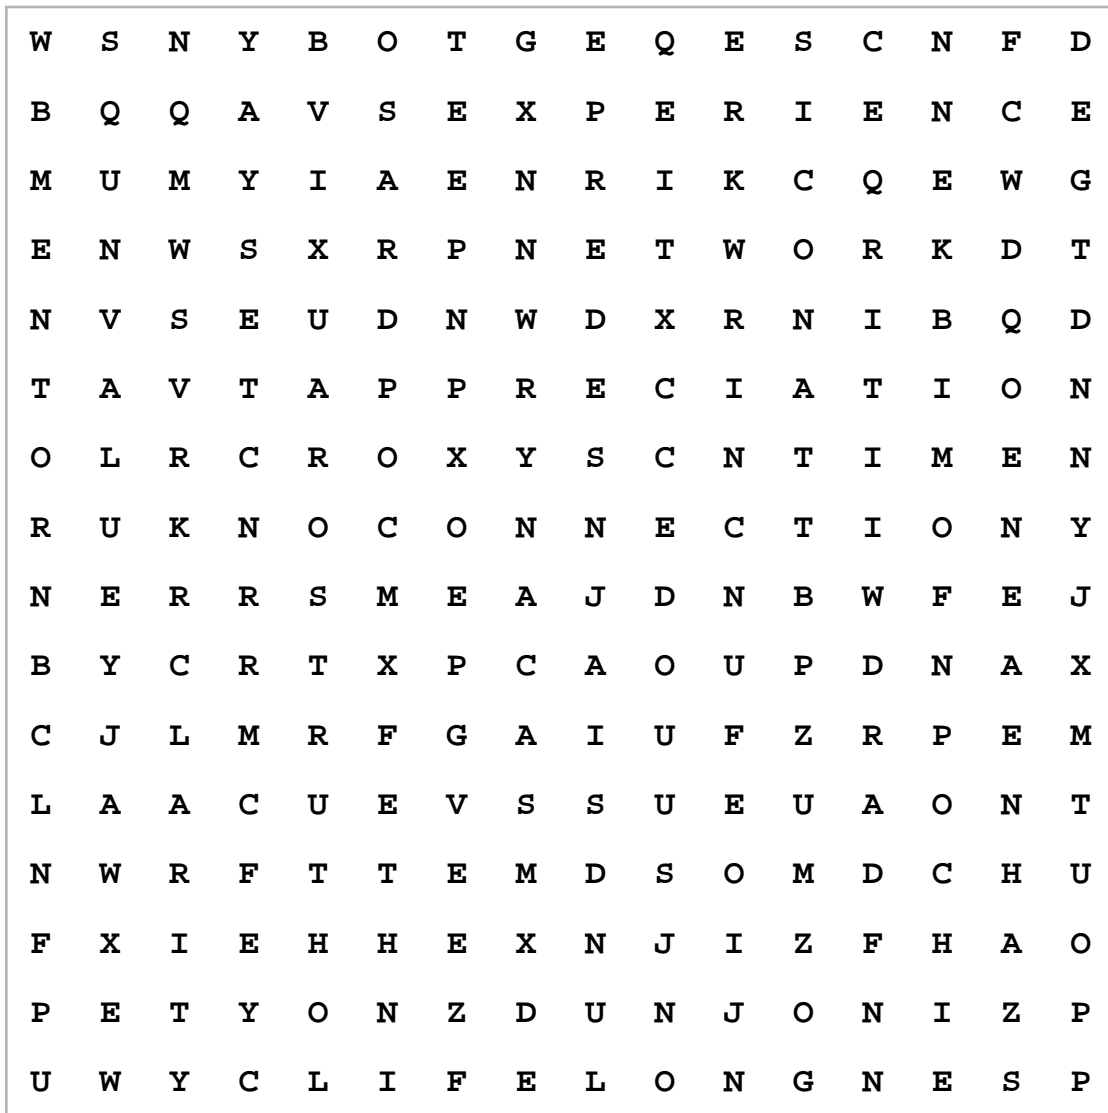 W S N Y B O T G E Q E S C N F D
B Q Q A V S E X P E R I E N C E
M U M Y I A E N R I K C Q E W G
E N W S X R P N E T W O R K D T
N V S E U D N W D X R N I B Q D
T A V T A P P R E C I A T I O N
O L R C R O X Y S C N T I M E N
R U K N O C O N N E C T I O N Y
N E R R S M E A J D N B W F E J
B Y C R T X P C A O U P D N A X
C J L M R F G A I U F Z R P E M
L A A C U E V S S U E U A O N T
N W R F T T E M D S O M D C H U
F X I E H H E X N J I Z F H A O
P E T Y O N Z D U N J O N I Z P
U W Y C L I F E L O N G N E S P